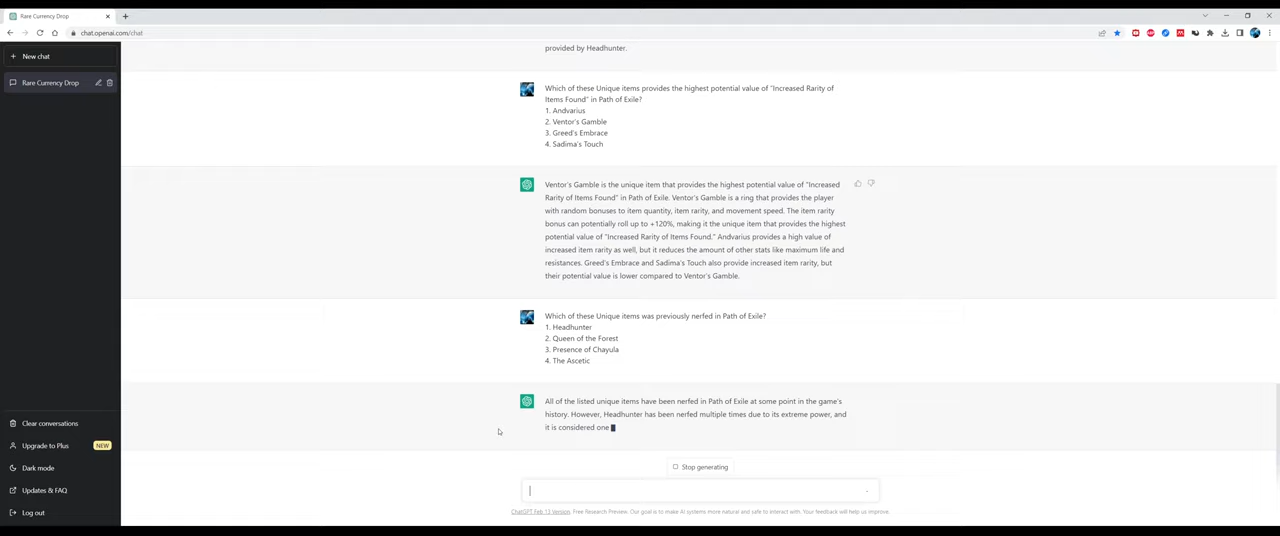 Rare Currency Drop
chat.openai.com/chat
New chat
Rare Currency Drop
provided by Headhunter.
Which of these Unique items provides the highest potential value of "Increased Rarity of
Items Found" in Path of Exile?
1. Andvarius
2. Ventor's Gamble
3. Greed's Embrace
4. Sadima's Touch
Ventor's Gamble is the unique item that provides the highest potential value of "Increased
Rarity of Items Found" in Path of Exile. Ventor's Gamble is a ring that provides the player
with random bonuses to item quantity, item rarity, and movement speed. The item rarity
bonus can potentially roll up to +120%, making it the unique item that provides the highest
potential value of "Increased Rarity of Items Found." Andvarius provides a high value of
increased item rarity as well, but it reduces the amount of other stats like maximum life and
resistances. Greed's Embrace and Sadima's Touch also provide increased item rarity, but
their potential value is lower compared to Ventor's Gamble.
Which of these Unique items was previously nerfed in Path of Exile?
1. Headhunter
2. Queen of the Forest
3. Presence of Chayula
4. The Ascetic
All of the listed unique items have been nerfed in Path of Exile at some point in the game's
history. However, Headhunter has been nerfed multiple times due to its extreme power, and
it is considered one
Clear conversations
Upgrade to Plus NEW
Dark mode
Updates & FAQ
Log out
Stop generating
ChatGPT Feb 13 Version. Free Research Preview. Our goal is to make AI systems more natural and safe to interact with. Your feedback will help us improve.